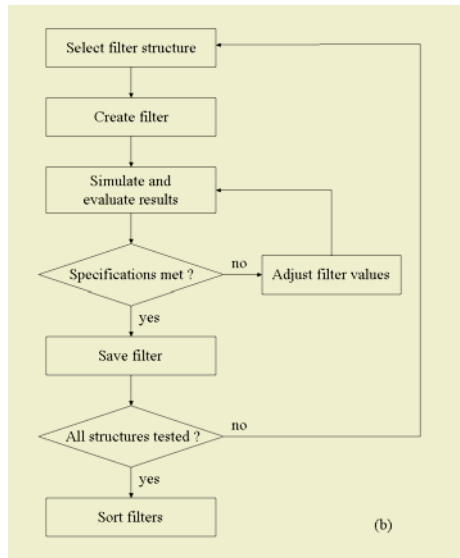 Select filter structure
Create filter
Simulate and
evaluate results
Specifications met ?
no
Adjust filter values
yes
Save filter
All structures tested ?
no
yes
Sort filters
(b)